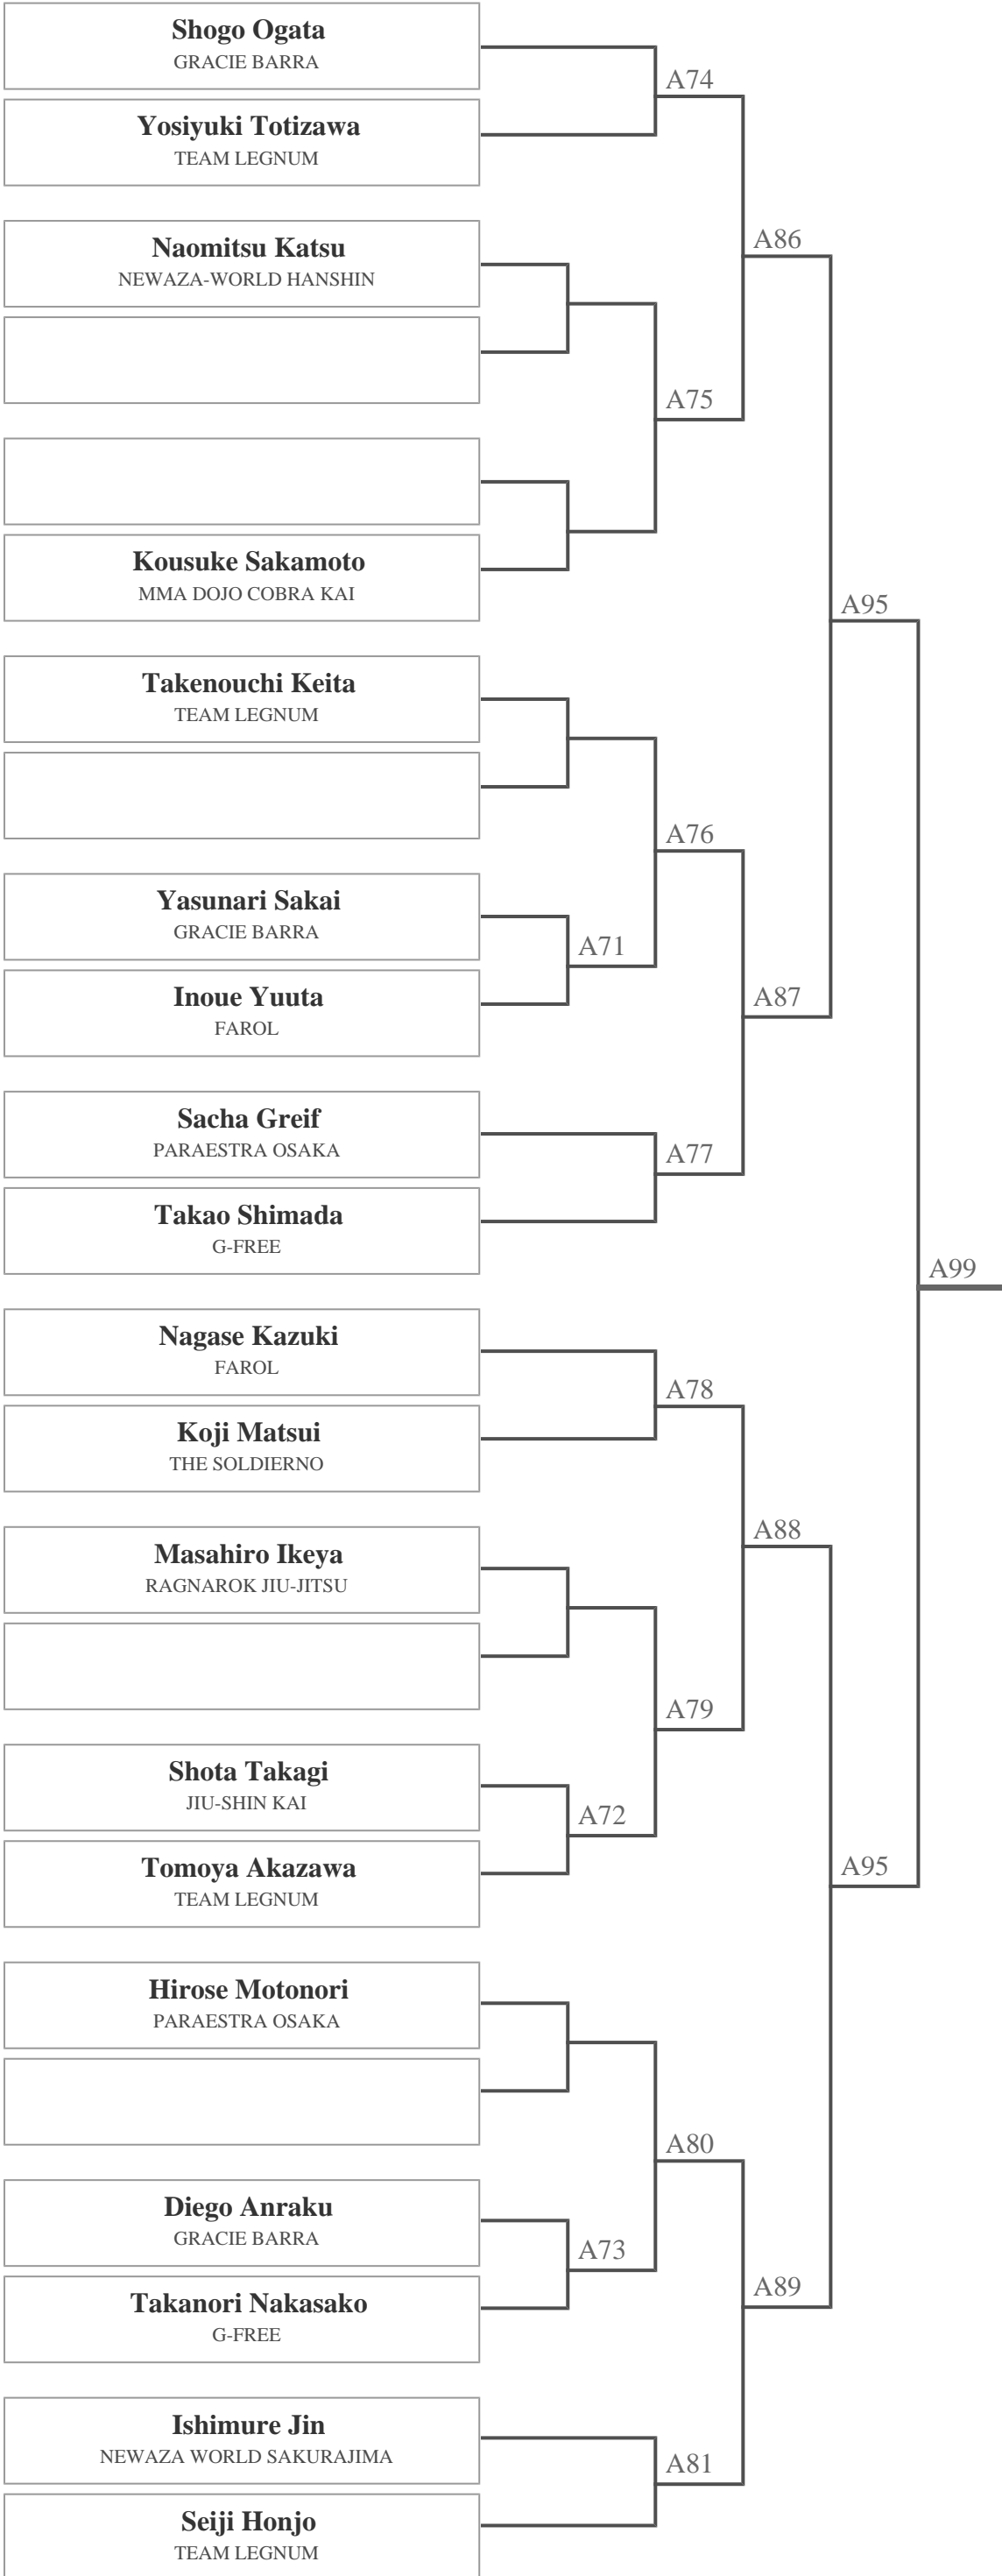 Shogo Ogata
GRACIE BARRA
A74
Yosiyuki Totizawa
TEAM LEGNUM
A86
Naomitsu Katsu
NEWAZA-WORLD HANSHIN
A75
Kousuke Sakamoto
MMA DOJO COBRA KAI
A95
Takenouchi Keita
TEAM LEGNUM
A76
Yasunari Sakai
GRACIE BARRA
A71
Inoue Yuuta
FAROL
A87
Sacha Greif
PARAESTRA OSAKA
A77
Takao Shimada
G-FREE
A99
Nagase Kazuki
FAROL
A78
Koji Matsui
THE SOLDIERNO
A88
Masahiro Ikeya
RAGNAROK JIU-JITSU
A79
Shota Takagi
JIU-SHIN KAI
A72
Tomoya Akazawa
TEAM LEGNUM
A95
Hirose Motonori
PARAESTRA OSAKA
A80
Diego Anraku
GRACIE BARRA
A73
Takanori Nakasako
G-FREE
A89
Ishimure Jin
NEWAZA WORLD SAKURAJIMA
A81
Seiji Honjo
TEAM LEGNUM